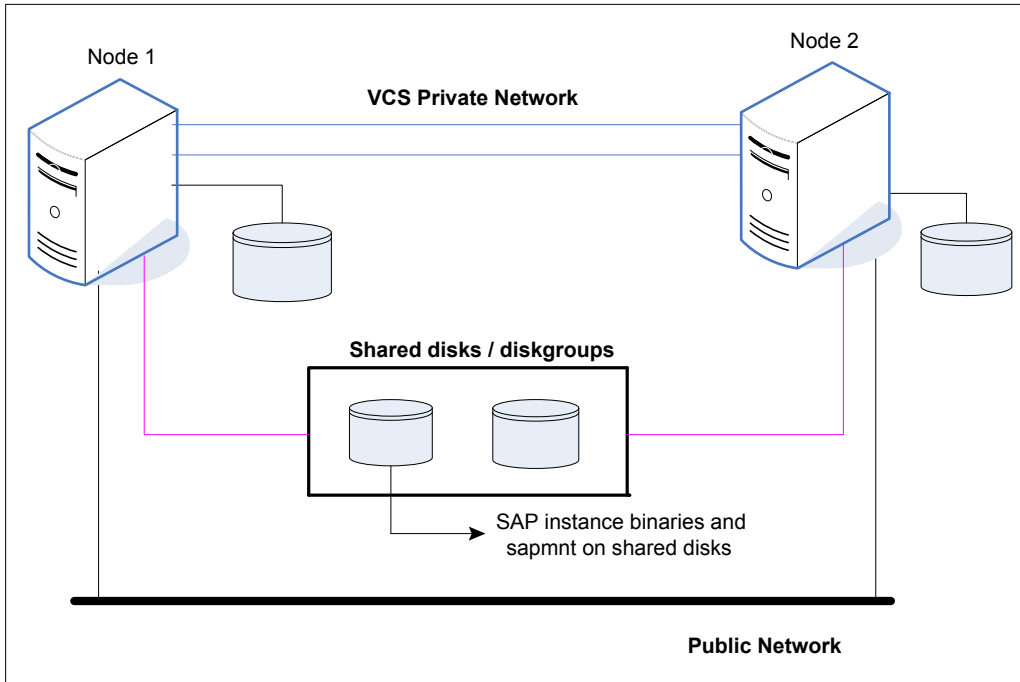 Node 1
Node 2
VCS Private Network
Shared disks / diskgroups
SAP instance binaries and
sapmnt on shared disks
Public Network